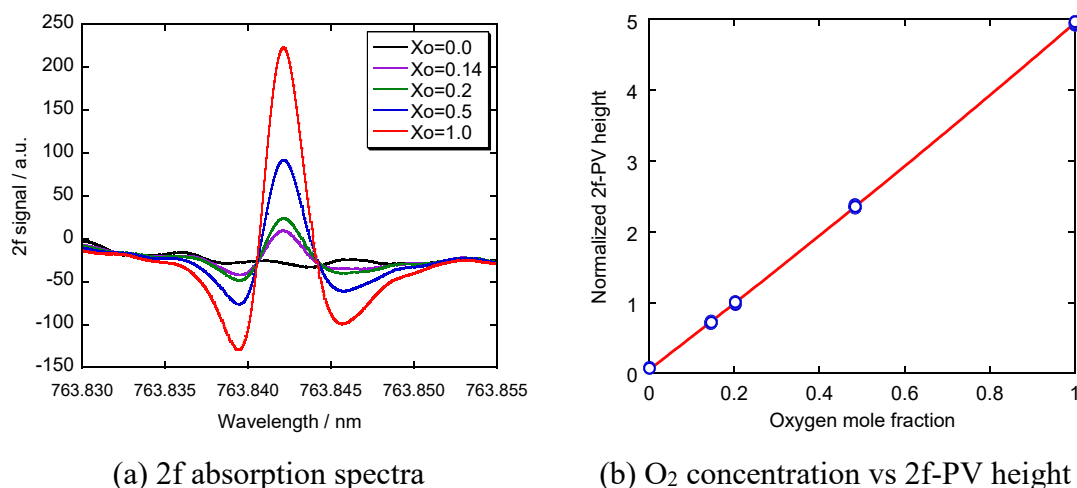 250
200
150
100
50
0
-50
-100
-150
2f signal / a.u.
Xo=0.0
Xo=0.14
Xo=0.2
Xo=0.5
Xo=1.0
763.830 763.835 763.840 763.845 763.850 763.855
Wavelength / nm
(a) 2f absorption spectra
5
4
3
2
1
0
Normalized 2f-PV height
0 0.2 0.4 0.6 0.8 1
Oxygen mole fraction
(b) O₂ concentration vs 2f-PV height